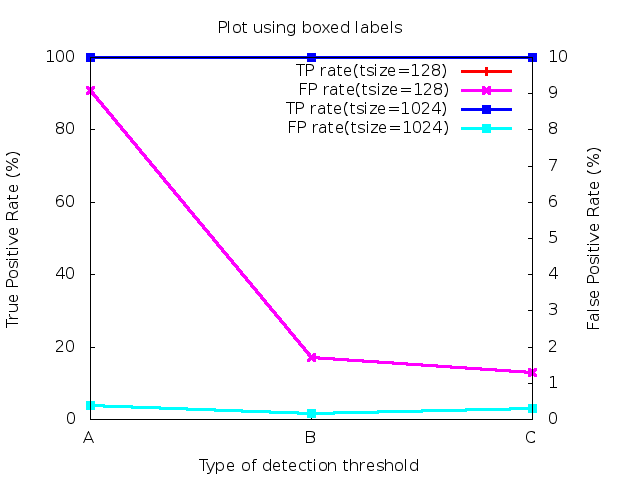 Plot using boxed labels
100
80
60
40
20
0
10
9
8
7
6
5
4
3
2
1
0
TP rate(tsize=128)
FP rate(tsize=128)
TP rate(tsize=1024)
FP rate(tsize=1024)
True Positive Rate (%)
False Positive Rate (%)
A B C
Type of detection threshold